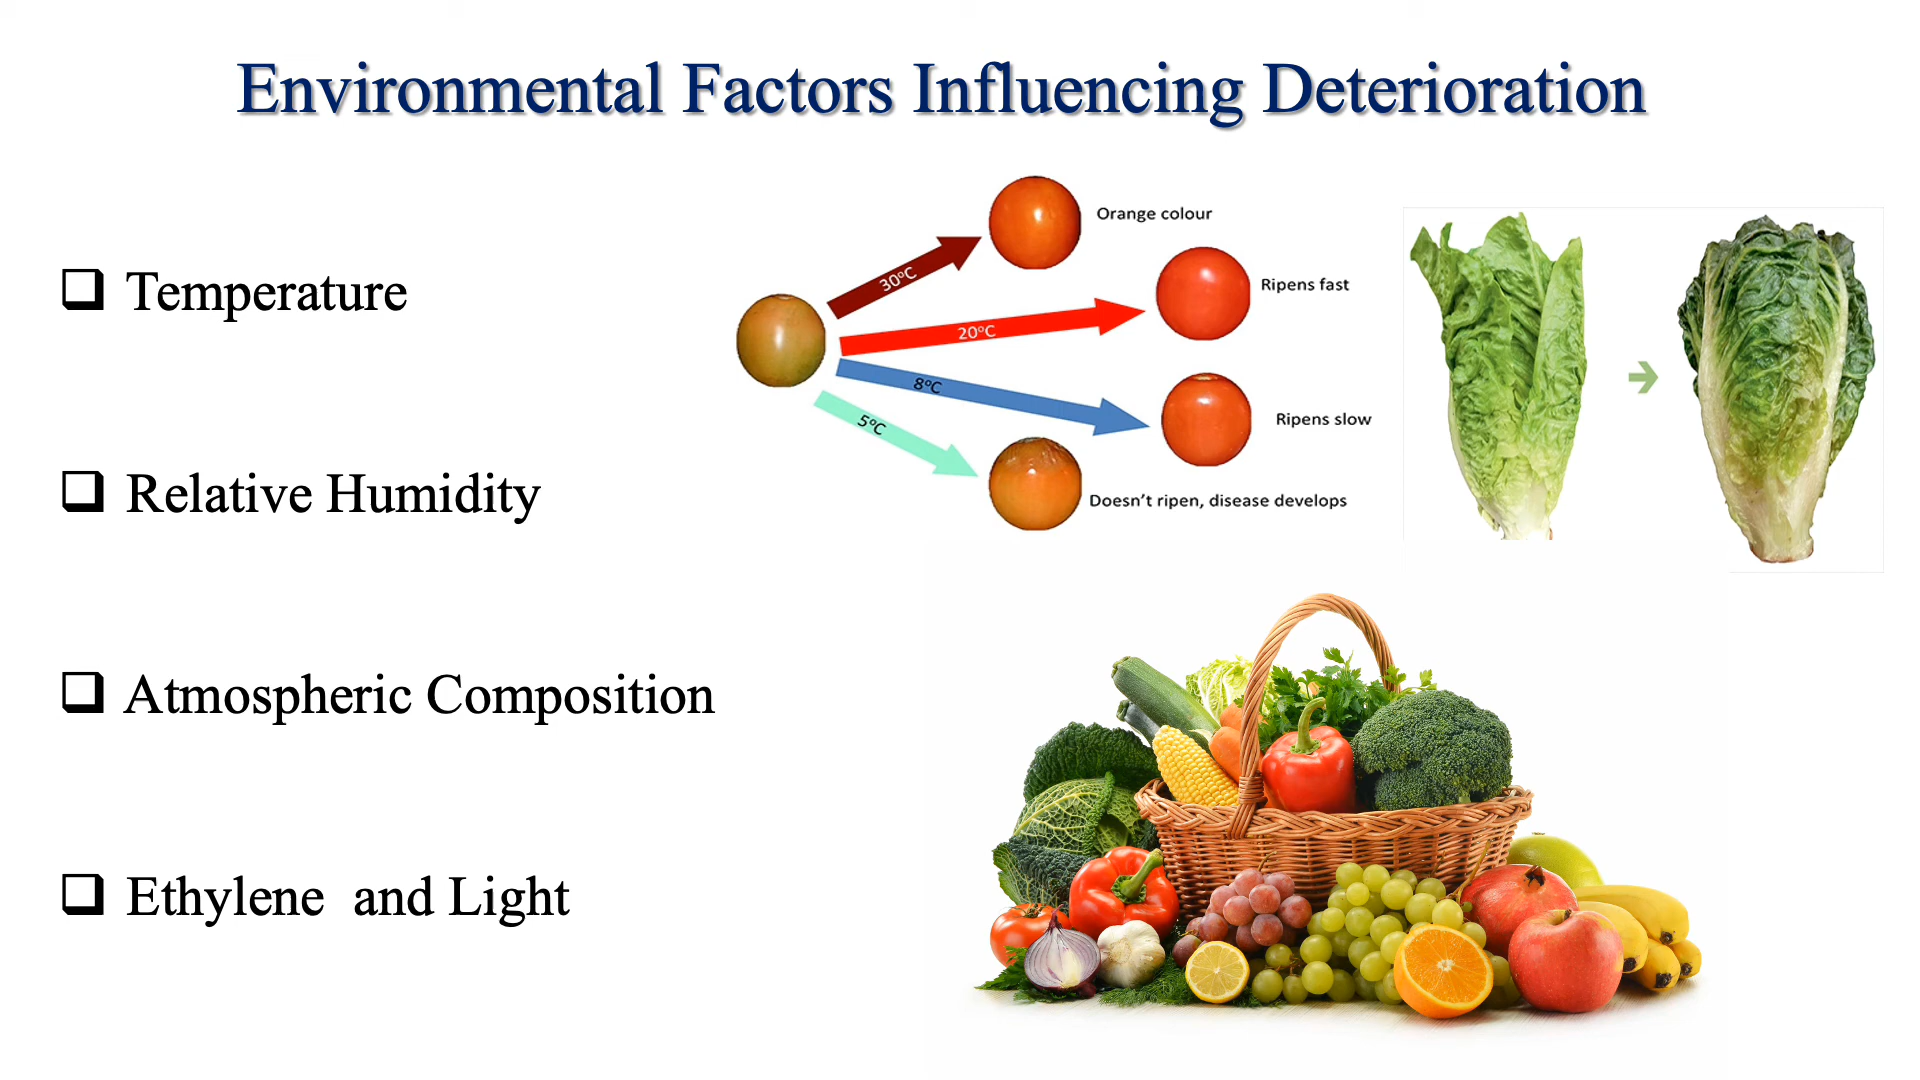 Environmental Factors Influencing Deterioration
Temperature
Relative Humidity
Atmospheric Composition
Ethylene and Light
30°C
Orange colour
20°C
Ripens fast
8°C
Ripens slow
5°C
Doesn't ripen, disease develops